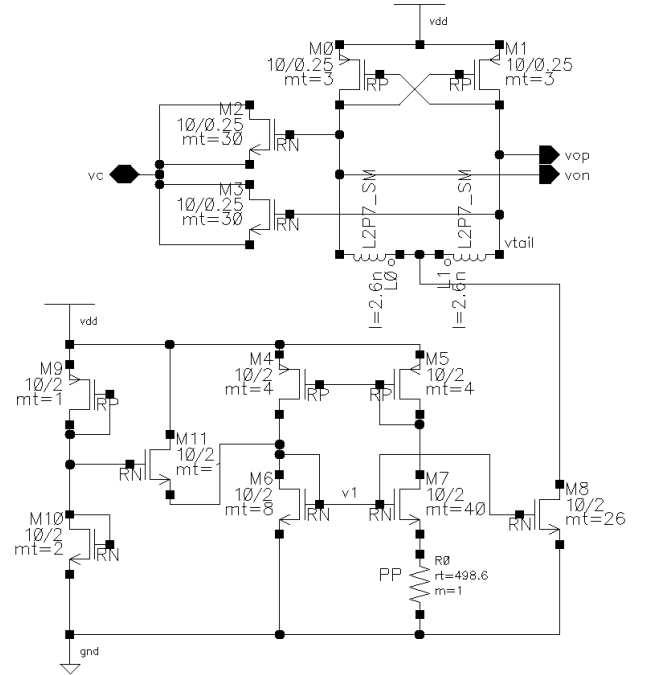 vdd
M0
10/0.25
mt=3
RP
M1
10/0.25
mt=3
RP
M2
10/0.25
mt=30
RN
vc
vop
von
M3
10/0.25
mt=30
RN
L2P7_SM
L2P7_SM
vtail
L0
l=2.6n
L1
l=2.6n
vdd
M9
10/2
mt=1
RP
M4
10/2
mt=4
RP
M5
10/2
mt=4
RP
M11
10/2
mt=
RN
M6
10/2
mt=8
RN
v1
M7
10/2
mt=40
RN
M8
10/2
mt=26
RN
M10
10/2
mt=2
RN
PP
R0
rt=498.6
m=1
gnd